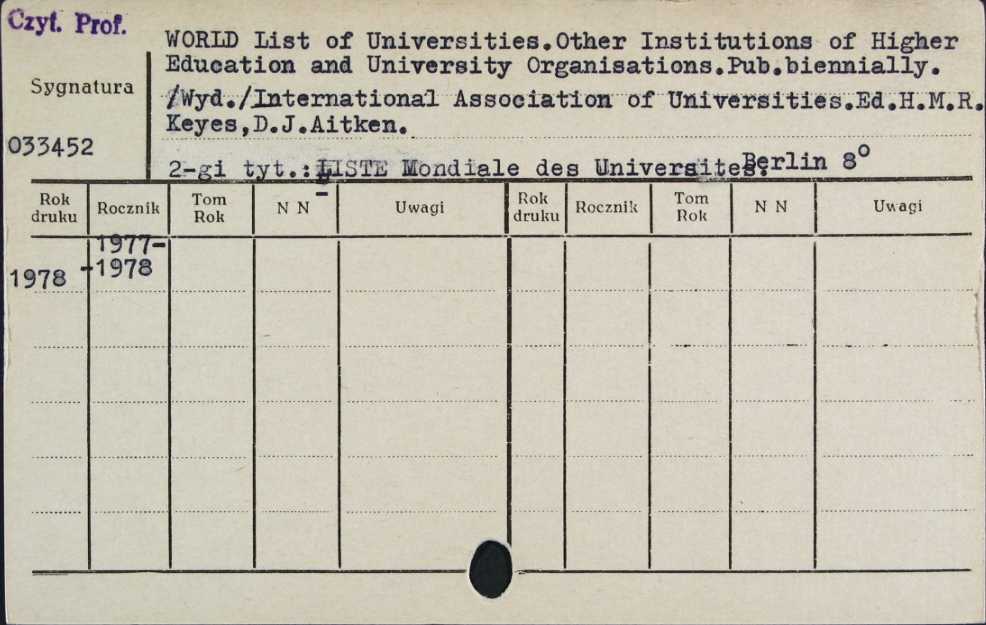 Czyt. Prof.
WORLD List of Universities.Other Institutions of Higher
Education and University Organisations.Pub.biennially.
Sygnatura
/Wyd./International Association of Universities.Ed.H.M.R.
Keyes,D.J.Aitken.
033452
2-gi tyt.:LISTE Mondiale des Universites.Berlin 8°
Rok druku Rocznik Tom Rok N N Uwagi Rok druku Rocznik Tom Rok N N Uwagi
1977-
1978 -1978